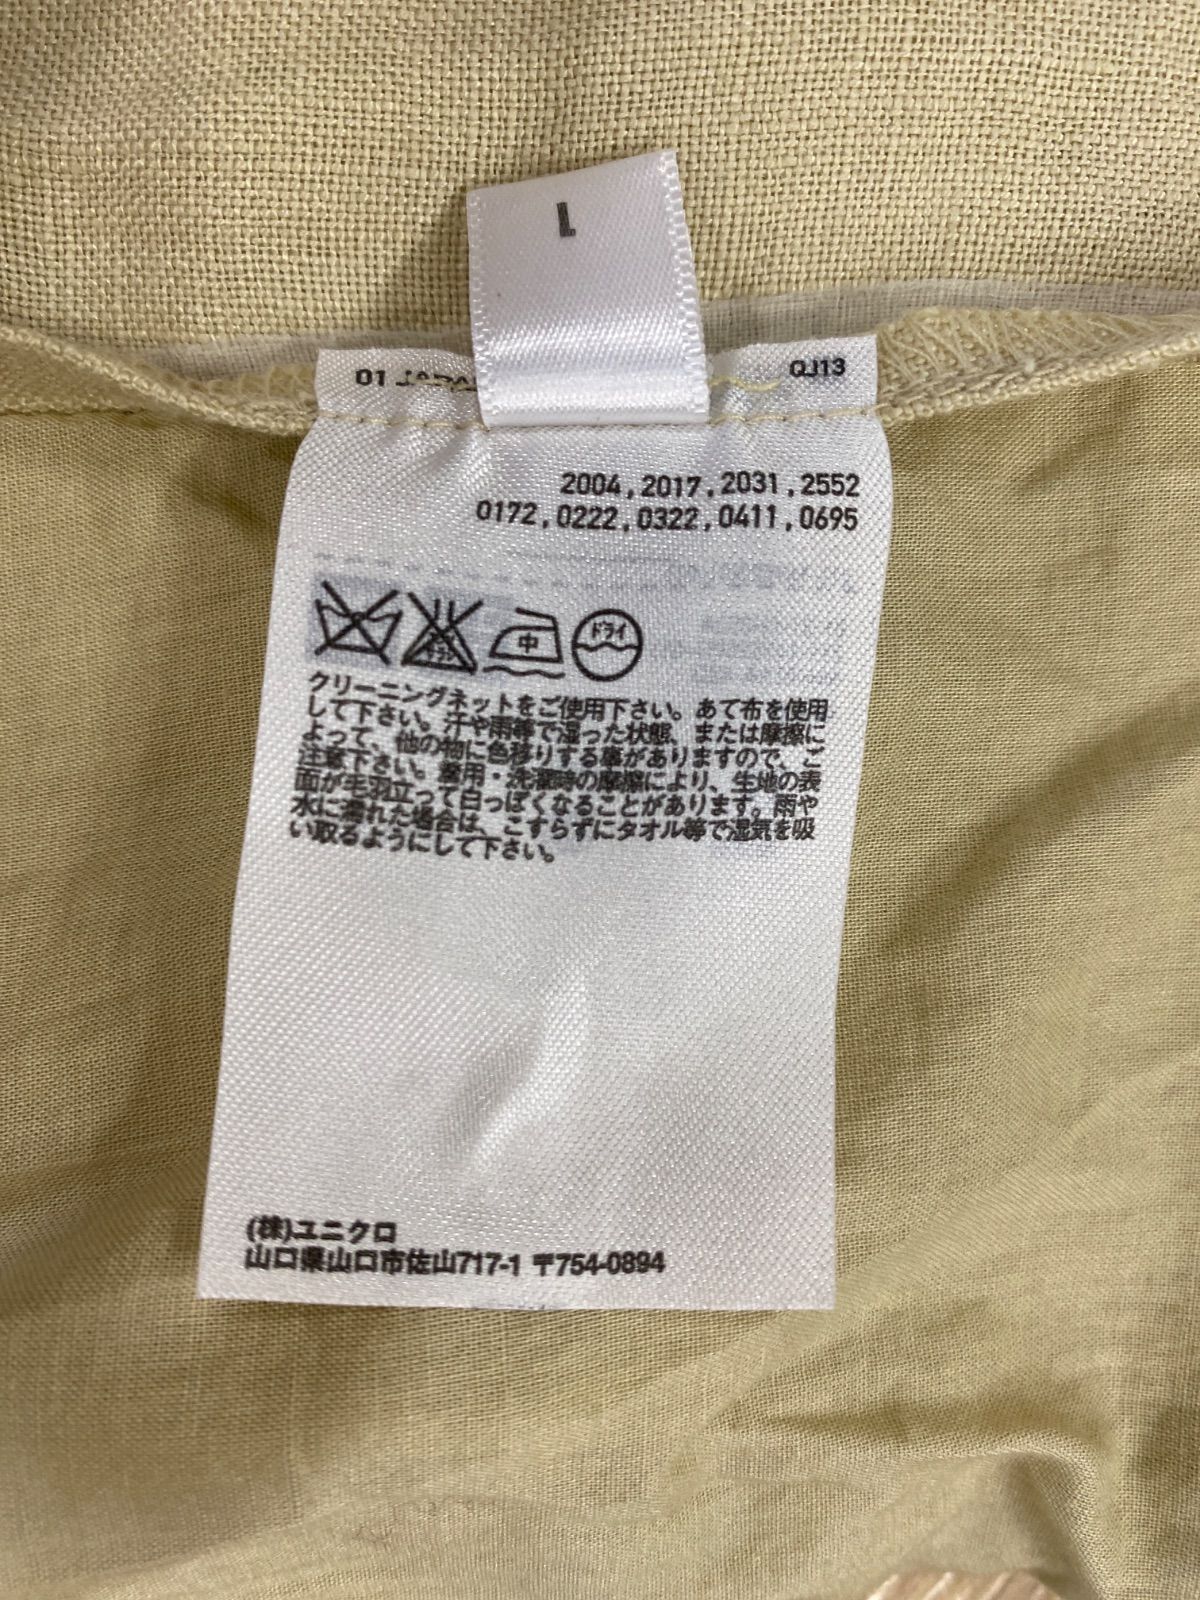 L
01 JAPAN
QJ13
2004,2017,2031,2552
0172,0222,0322,0411,0695
中
ドライ
クリーニングネットをご使用下さい。あて布を使用
して下さい。汗や雨等で湿った状態、または摩擦に
よって、他の物に色移りする事がありますので、ご
注意下さい。着用・洗濯時の摩擦により、生地の表
面が毛羽立って白っぽくなることがあります。雨や
水に濡れた場合は、こすらずにタオル等で湿気を吸
い取るようにして下さい。
(株)ユニクロ
山口県山口市佐山717-1 〒754-0894